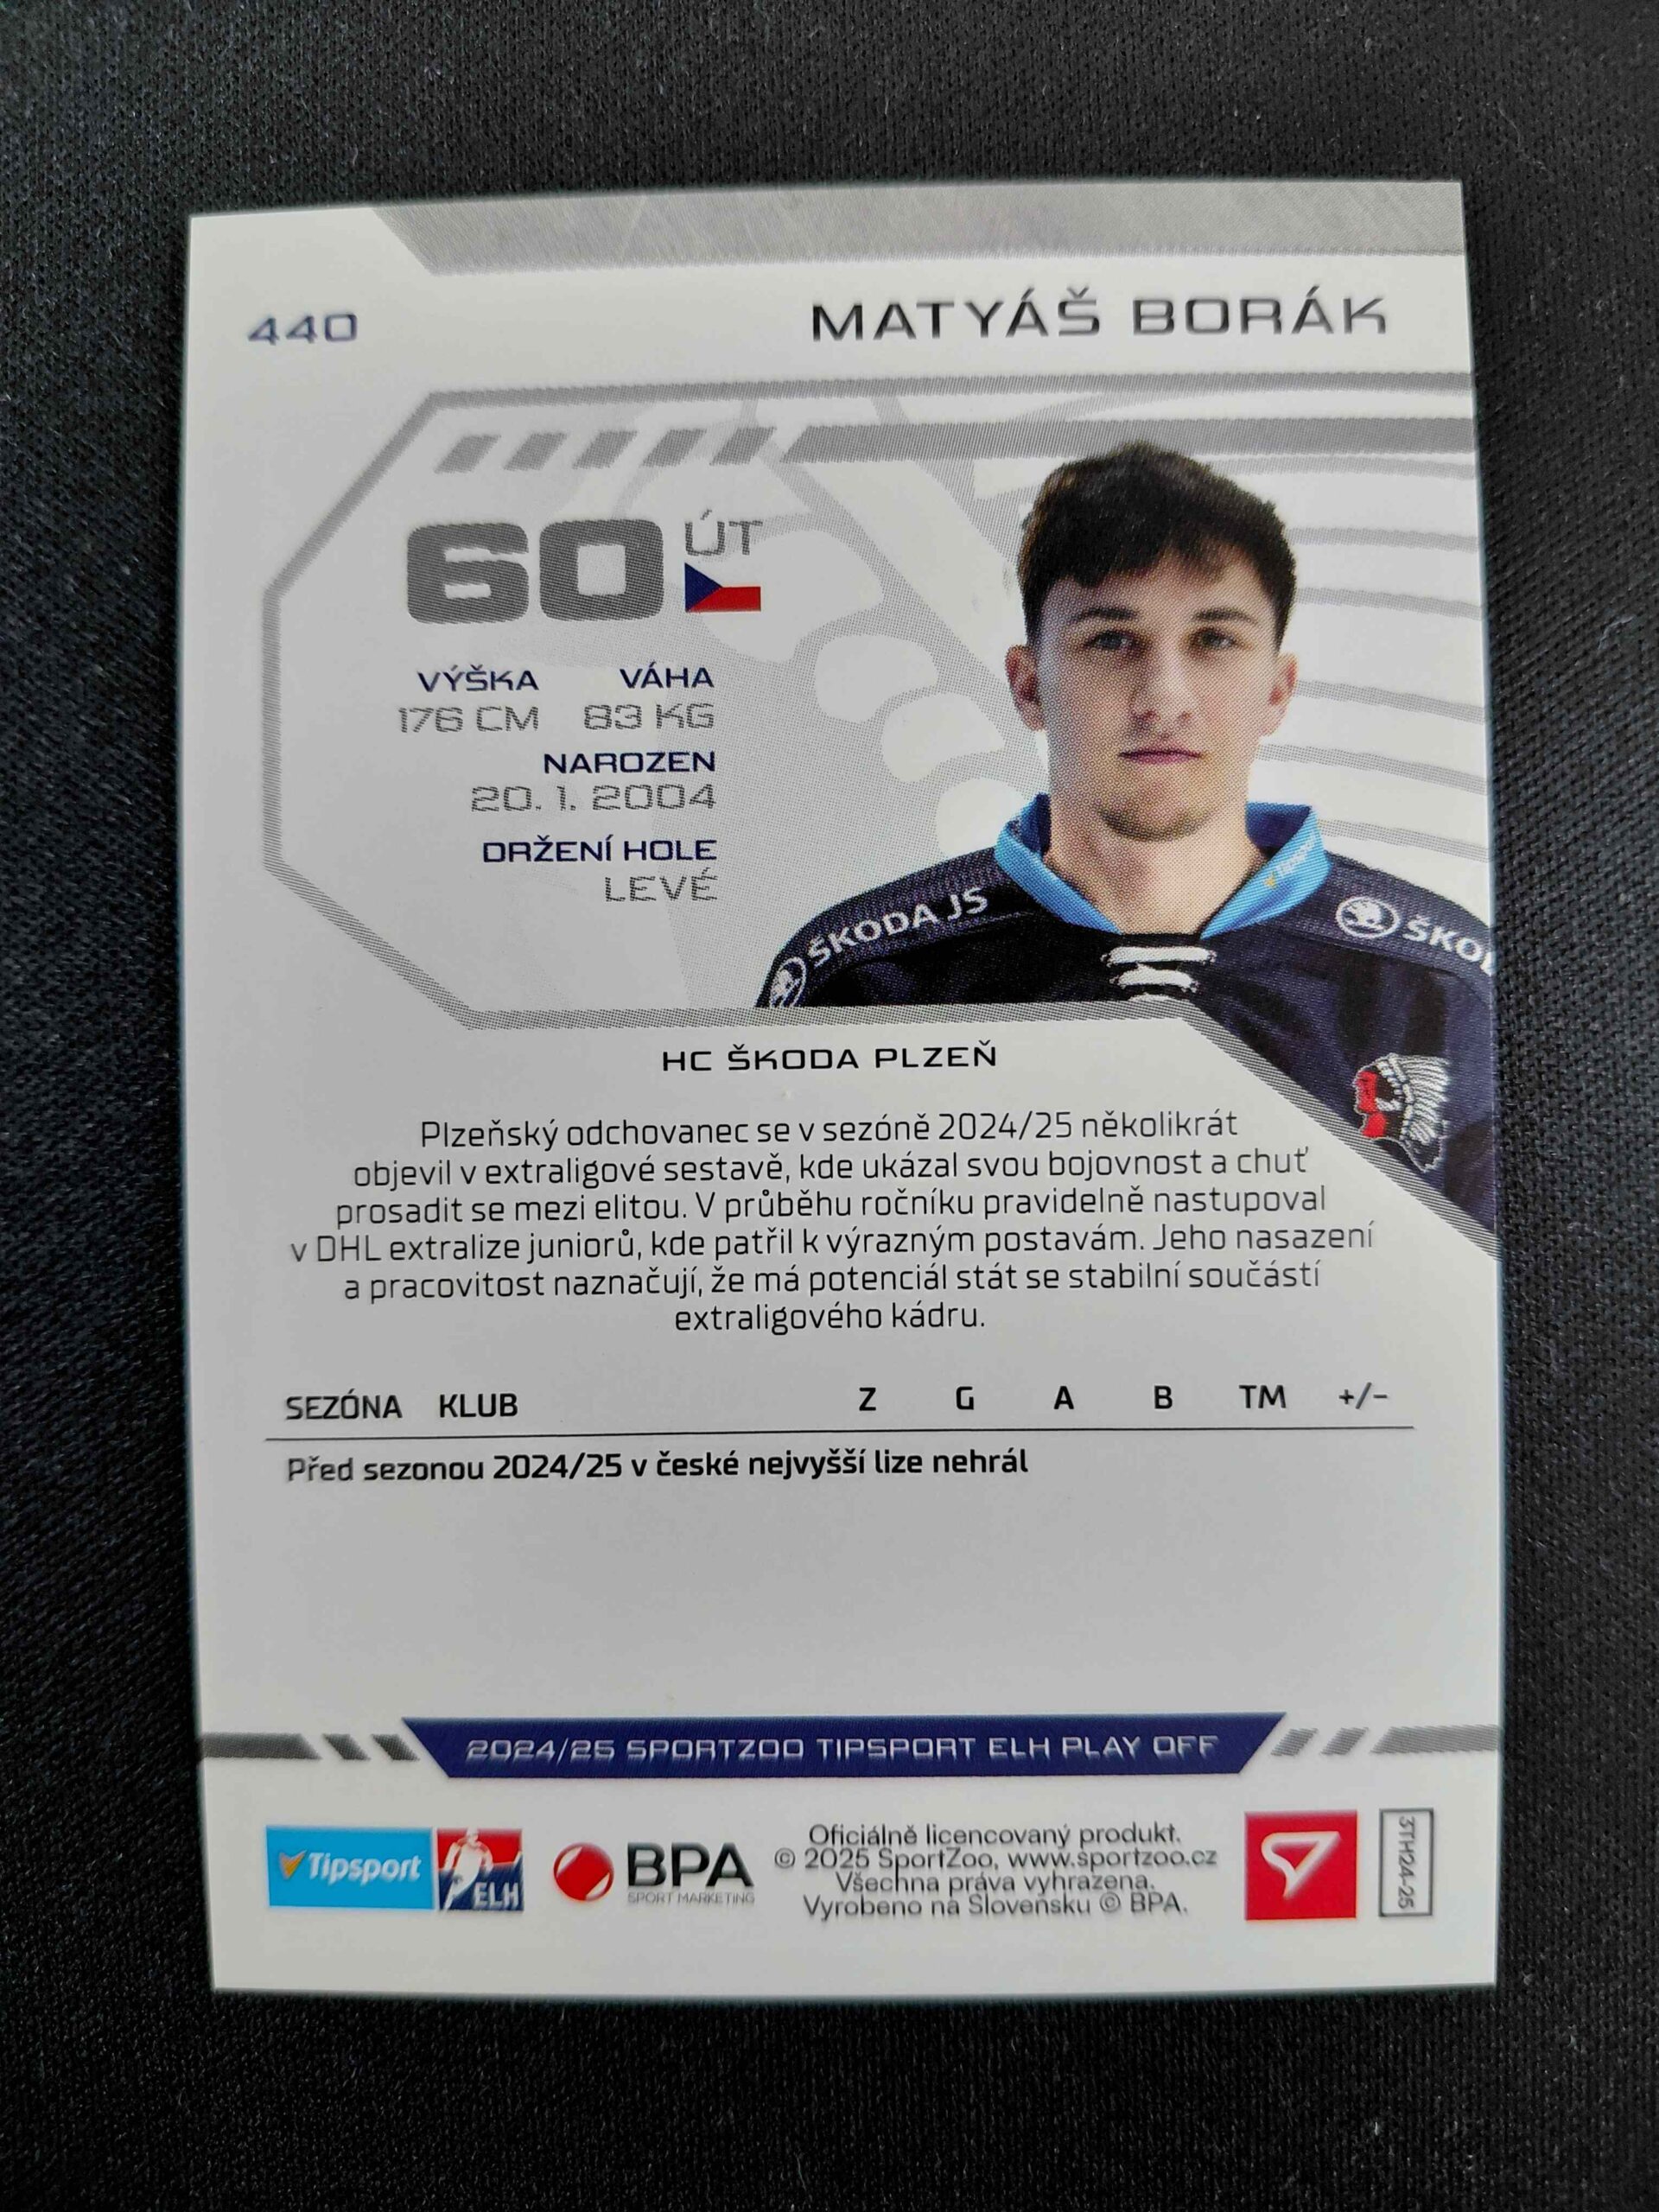 440
MATYÁŠ BORÁK
60 ÚT
VÝŠKA VÁHA
176 CM 83 KG
NAROZEN
20. 1. 2004
DRŽENÍ HOLE
LEVÉ
Tipsport
ŠKODA JS
ŠKO
HC ŠKODA PLZEŇ
Plzeňský odchovanec se v sezóně 2024/25 několikrát
objevil v extraligové sestavě, kde ukázal svou bojovnost a chuť
prosadit se mezi elitou. V průběhu ročníku pravidelně nastupoval
v DHL extralize juniorů, kde patřil k výrazným postavám. Jeho nasazení
a pracovitost naznačují, že má potenciál stát se stabilní součástí
extraligového kádru.
SEZÓNA KLUB Z G A B TM +/-
Před sezonou 2024/25 v české nejvyšší lize nehrál
2024/25 SPORTZOO TIPSPORT ELH PLAY OFF
Tipsport ELH
BPA
SPORT MARKETING
Oficiálně licencovaný produkt.
© 2025 SportZoo, www.sportzoo.cz
Všechna práva vyhrazena.
Vyrobeno na Slovensku © BPA.
3TH24-25